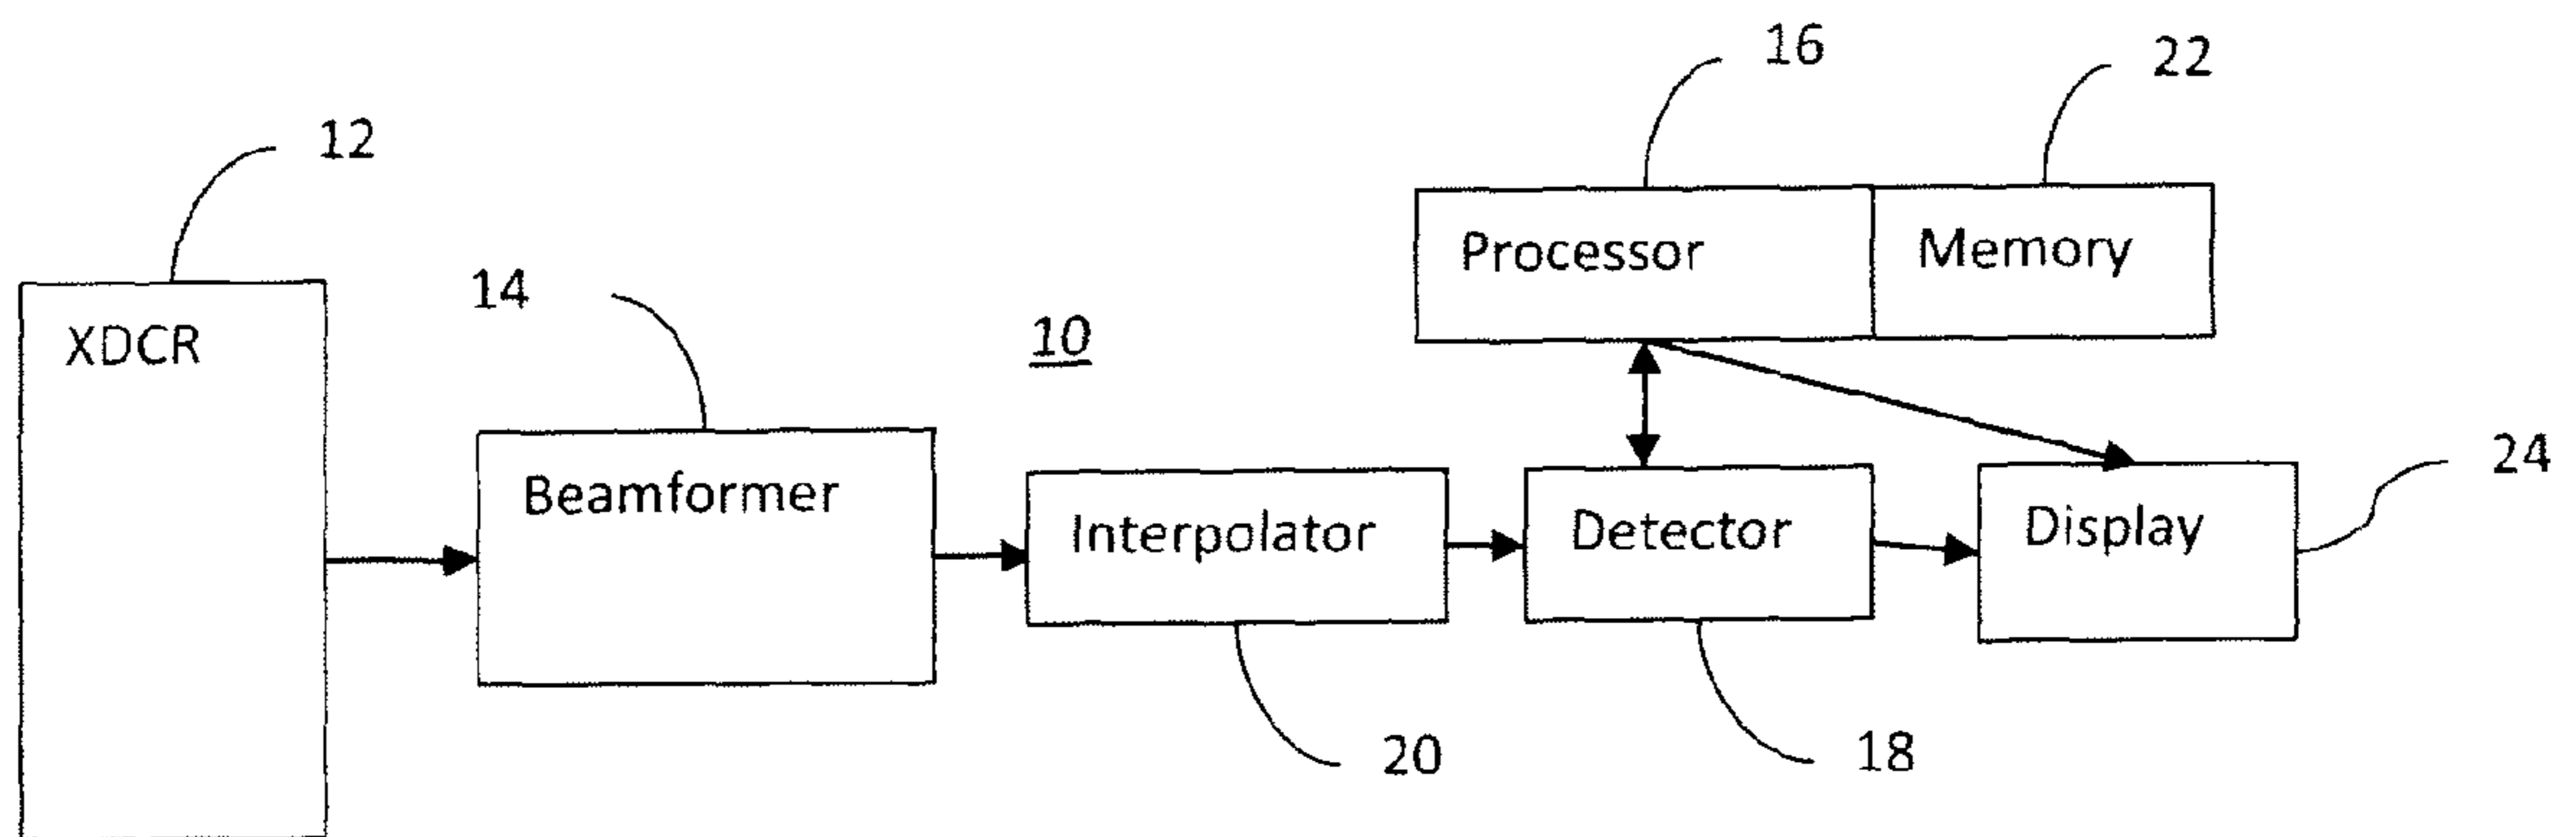 16
22
12
Processor
Memory
14
10
XDCR
24
Beamformer
Interpolator
Detector
Display
20
18